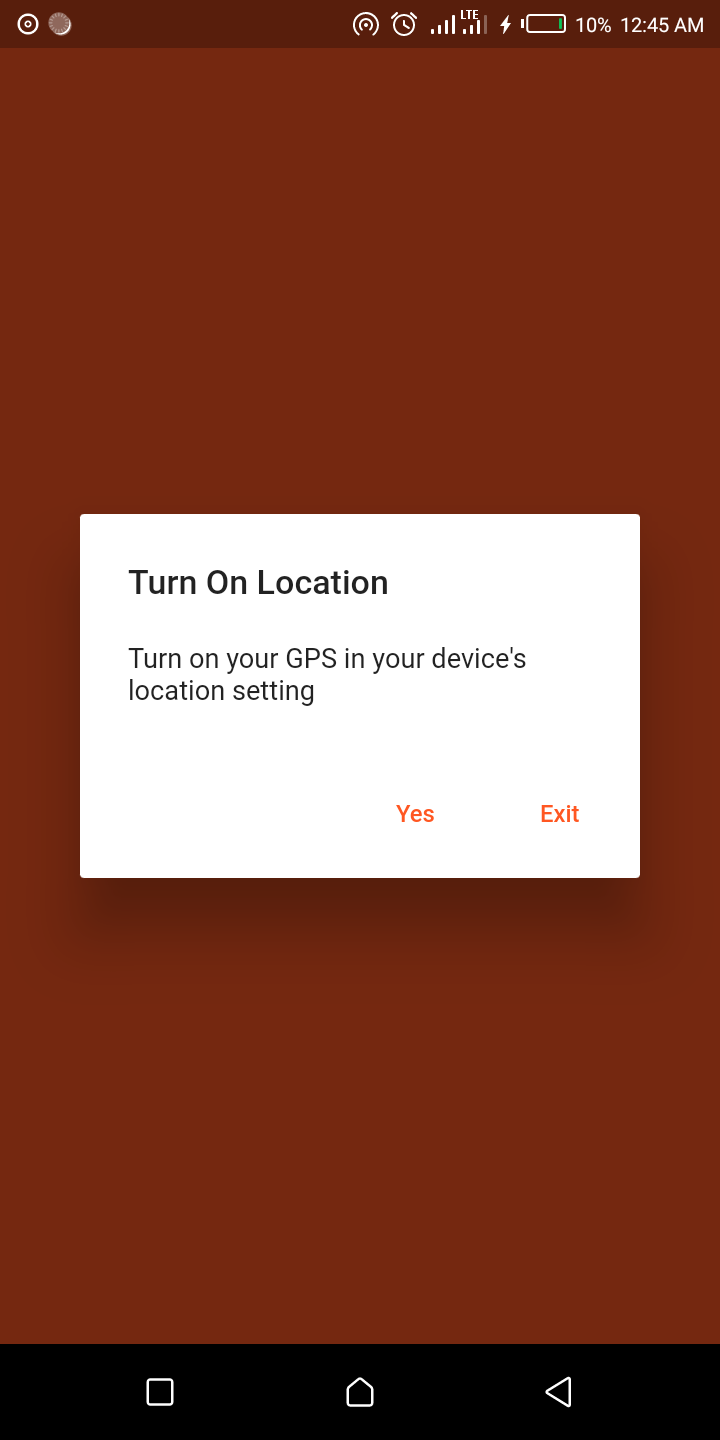 LTE 10% 12:45 AM
Turn On Location
Turn on your GPS in your device's
location setting
Yes Exit